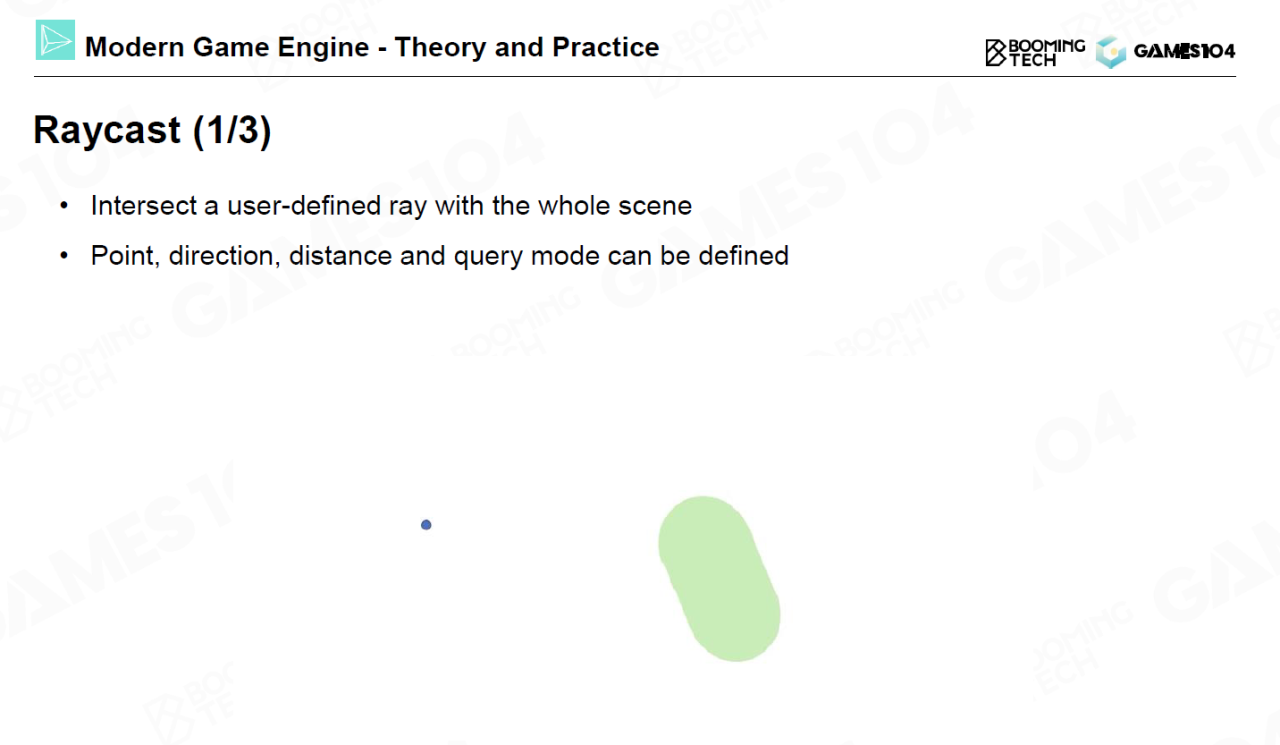 Modern Game Engine - Theory and Practice
BOOMING
TECH
GAMES104
Raycast (1/3)
• Intersect a user-defined ray with the whole scene
• Point, direction, distance and query mode can be defined